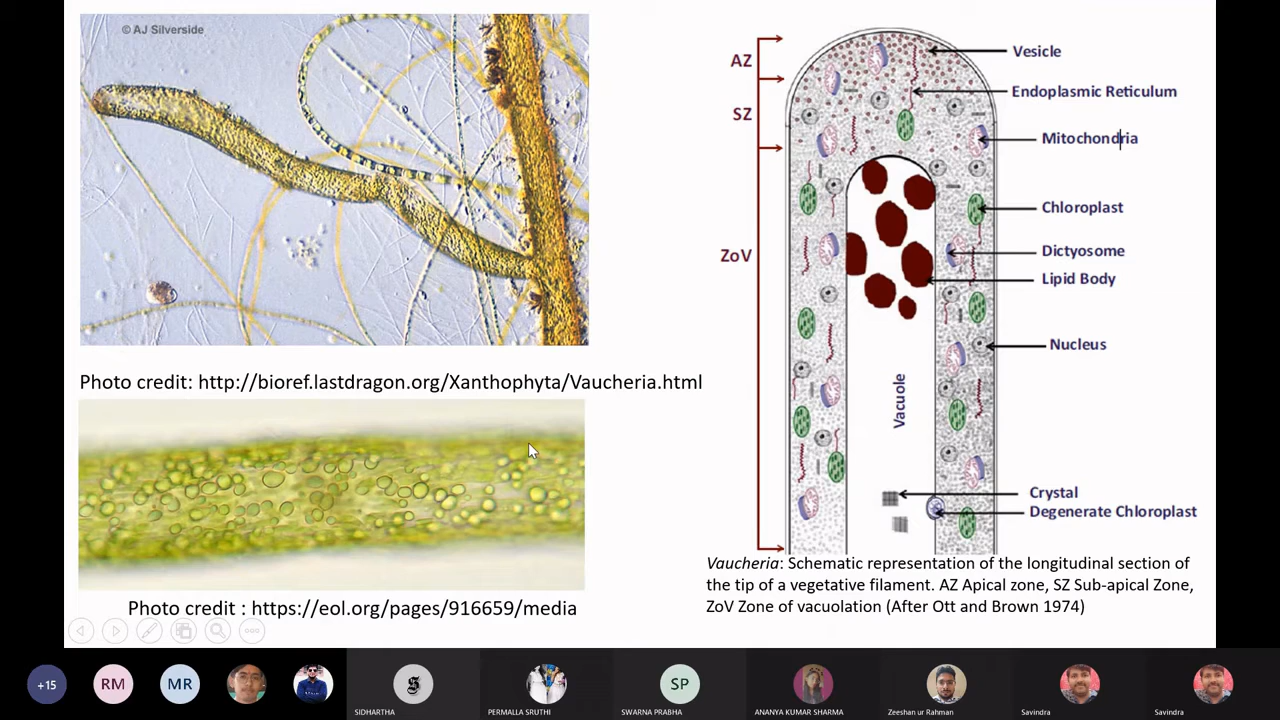 © AJ Silverside
Photo credit: http://bioref.lastdragon.org/Xanthophyta/Vaucheria.html
Photo credit : https://eol.org/pages/916659/media
AZ
SZ
ZoV
Vesicle
Endoplasmic Reticulum
Mitochondria
Chloroplast
Dictyosome
Lipid Body
Nucleus
Vacuole
Crystal
Degenerate Chloroplast
Vaucheria: Schematic representation of the longitudinal section of
the tip of a vegetative filament. AZ Apical zone, SZ Sub-apical Zone,
ZoV Zone of vacuolation (After Ott and Brown 1974)
+15
RM
MR
S
SP
SIDHARTHA
PERMALLA SRUTHI
SWARNA PRABHA
ANANYA KUMAR SHARMA
Zeeshan ur Rahman
Savindra
Savindra